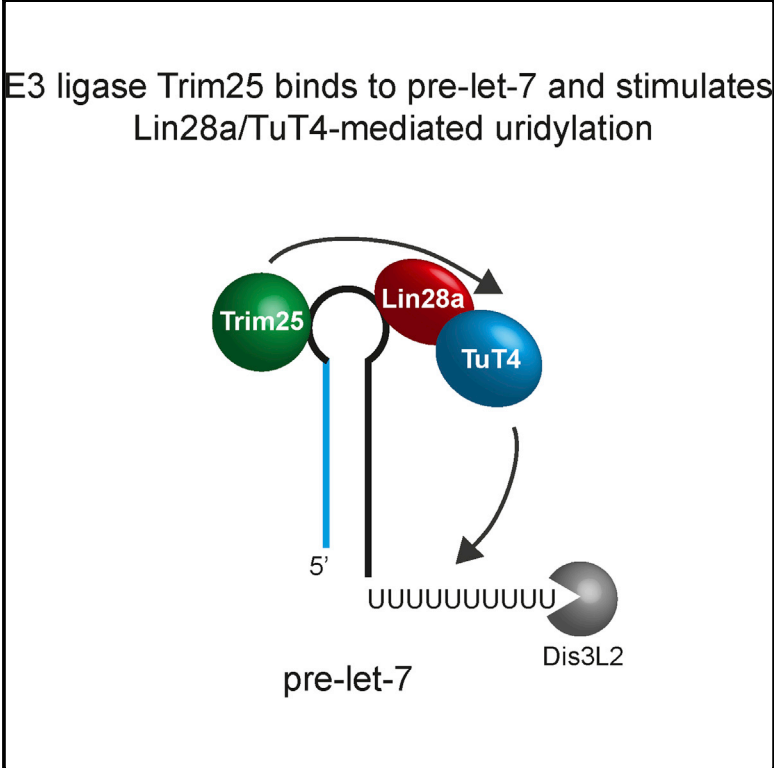 E3 ligase Trim25 binds to pre-let-7 and stimulates
Lin28a/TuT4-mediated uridylation
Lin28a
Trim25
TuT4
5’
UUUUUUUUUU
Dis3L2
pre-let-7